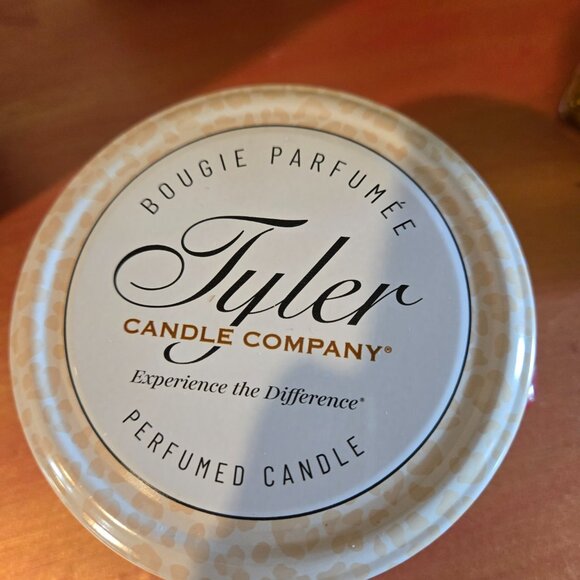 BOUGIE PARFUMÉE
Tyler
CANDLE COMPANY®
Experience the Difference®
PERFUMED CANDLE